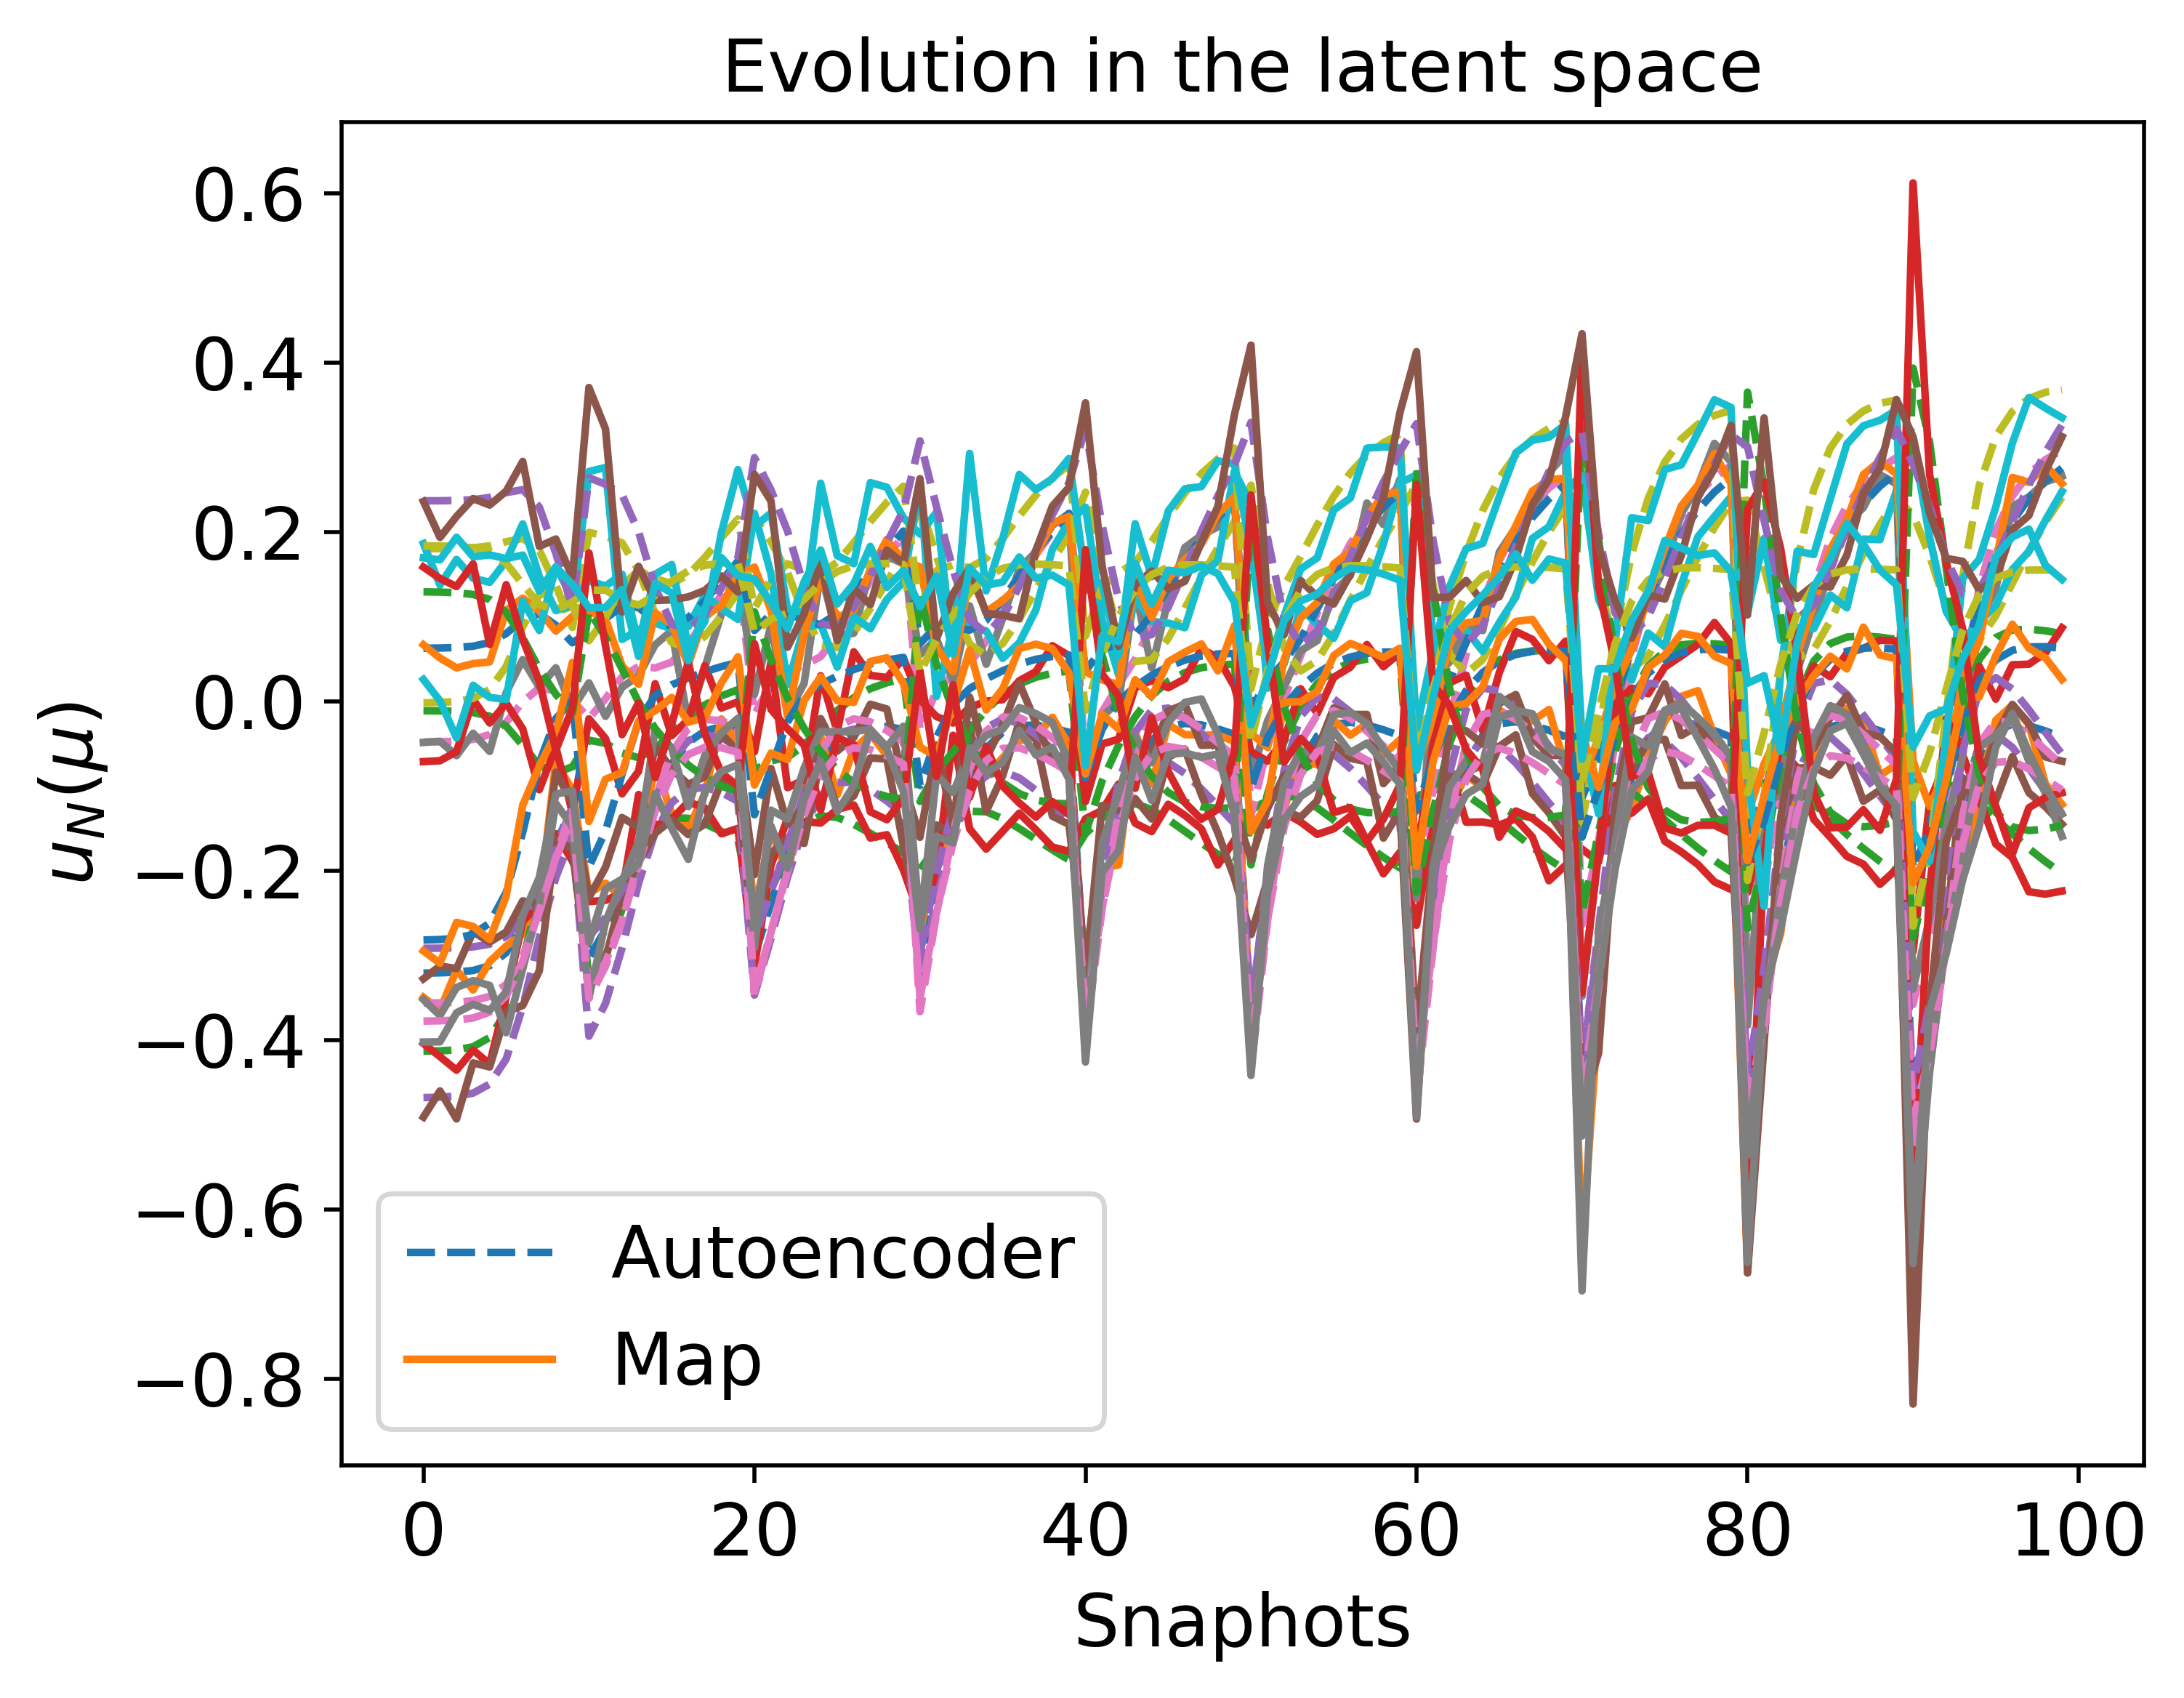 Evolution in the latent space
u_N(μ)
0.6
0.4
0.2
0.0
−0.2
−0.4
−0.6
−0.8
Autoencoder
Map
0 20 40 60 80 100
Snaphots